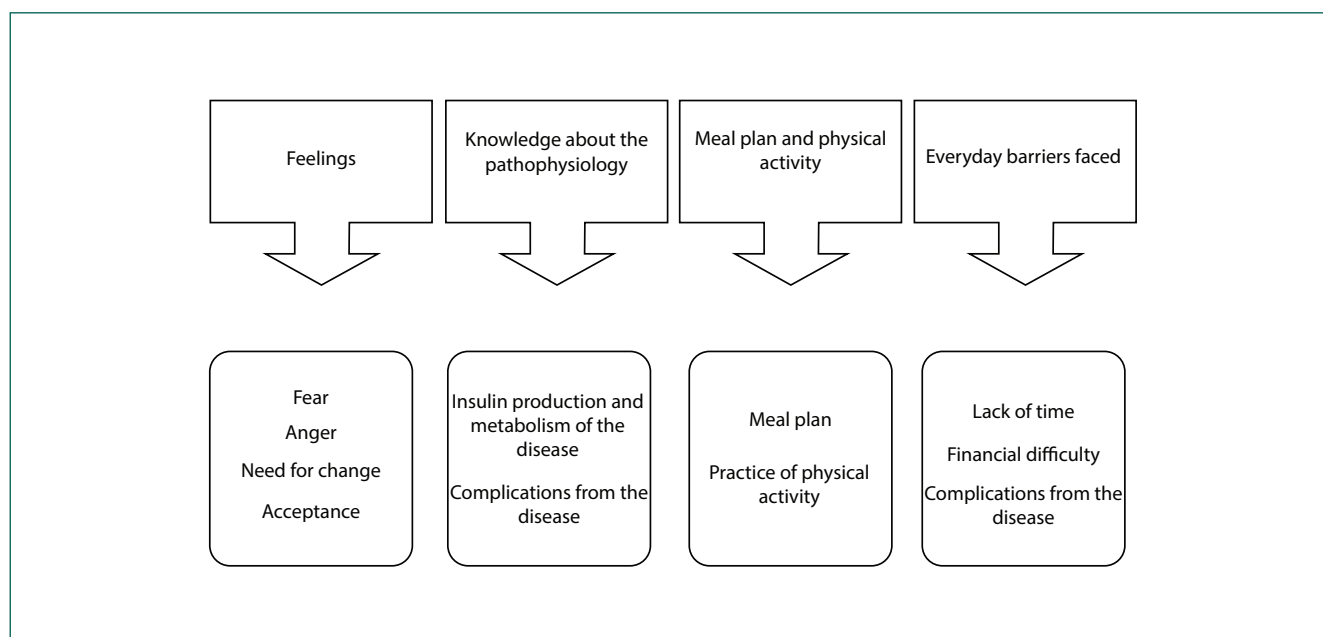 Feelings
Knowledge about the
pathophysiology
Meal plan and physical
activity
Everyday barriers faced
Fear
Anger
Need for change
Acceptance
Insulin production and
metabolism of the
disease
Complications from the
disease
Meal plan
Practice of physical
activity
Lack of time
Financial difficulty
Complications from the
disease